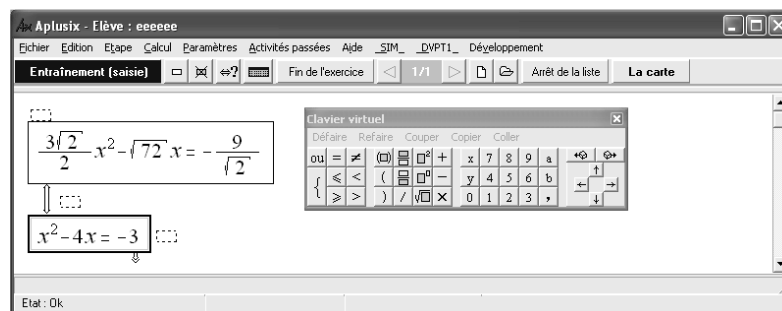 Aplusix - Elève : eeeeee
Fichier Edition Etape Calcul Paramètres Activités passées Aide _SIM_ _DVPT1_ Développement
Entraînement (saisie) ⇔? Fin de l'exercice 1/1 Arrêt de la liste La carte
3√2/2 x² - √72 x = - 9/√2
x² - 4x = -3
Clavier virtuel
Défaire Refaire Couper Copier Coller
ou = ≠ (□) □² + x 7 8 9 a
{ ⩽ < ( □⁰ − y 4 5 6 b
⩾ > ) / √□ × 0 1 2 3 ,
Etat : Ok